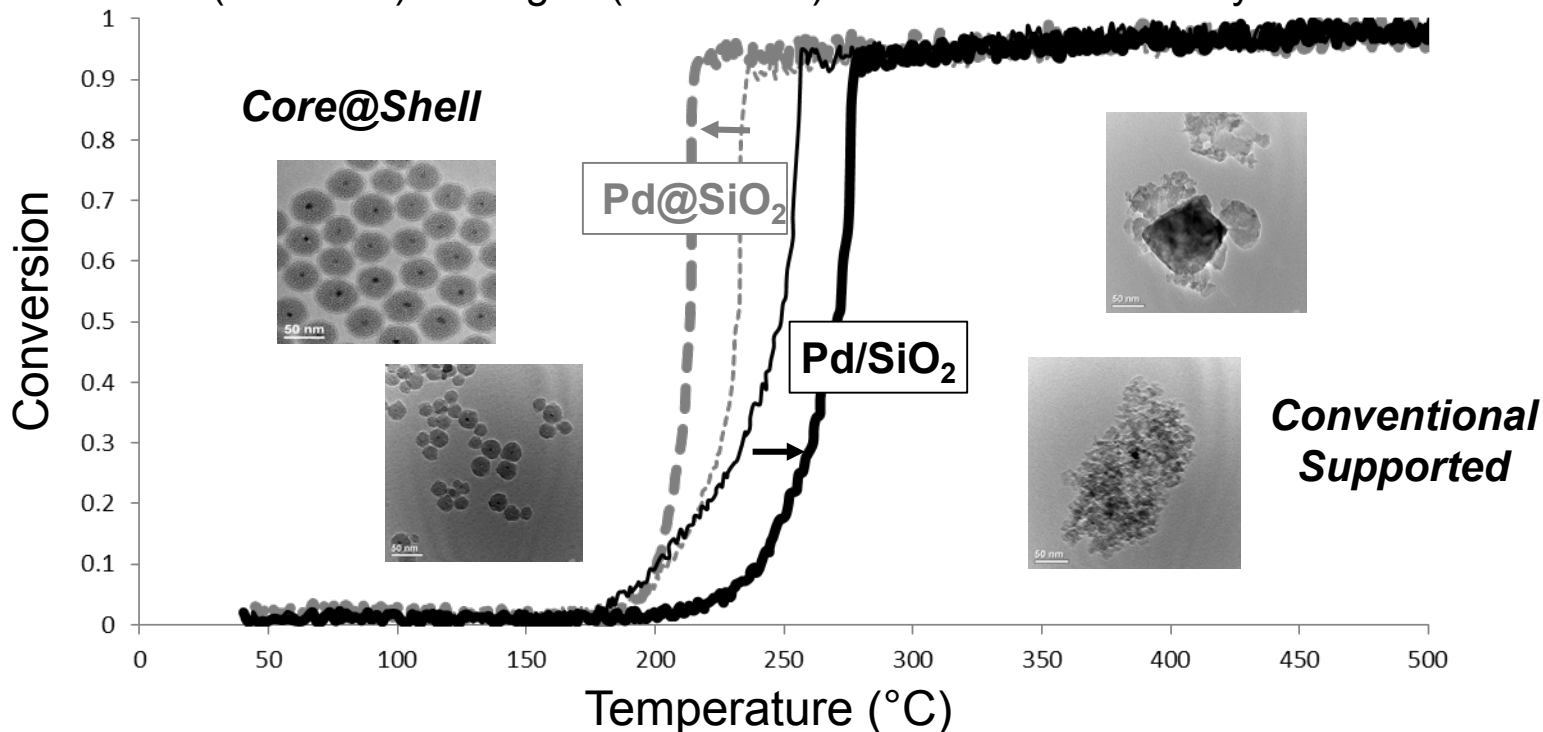 1
0.9
0.8
0.7
0.6
0.5
0.4
0.3
0.2
0.1
0
Conversion
Core@Shell
50 nm
50 nm
Pd@SiO₂
Pd/SiO₂
50 nm
50 nm
Conventional
Supported
0 50 100 150 200 250 300 350 400 450 500
Temperature (°C)